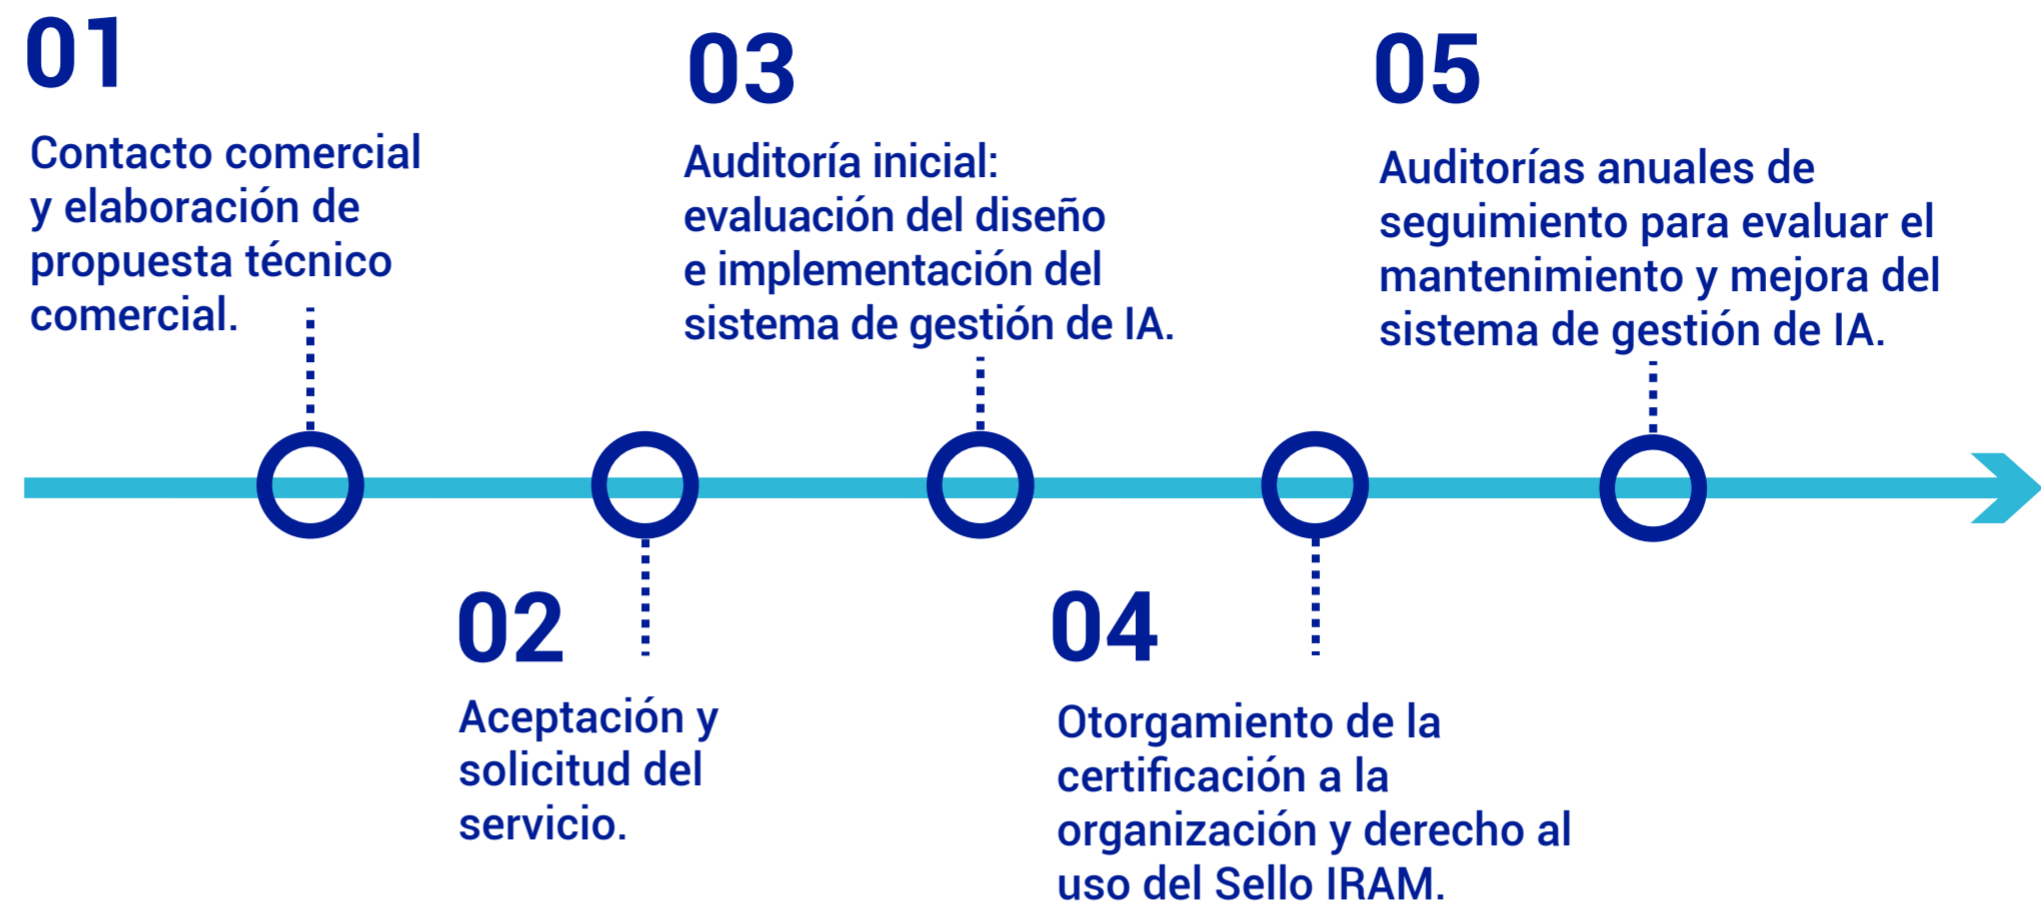 01
Contacto comercial
y elaboración de
propuesta técnico
comercial.
02
Aceptación y
solicitud del
servicio.
03
Auditoría inicial:
evaluación del diseño
e implementación del
sistema de gestión de IA.
04
Otorgamiento de la
certificación a la
organización y derecho al
uso del Sello IRAM.
05
Auditorías anuales de
seguimiento para evaluar el
mantenimiento y mejora del
sistema de gestión de IA.